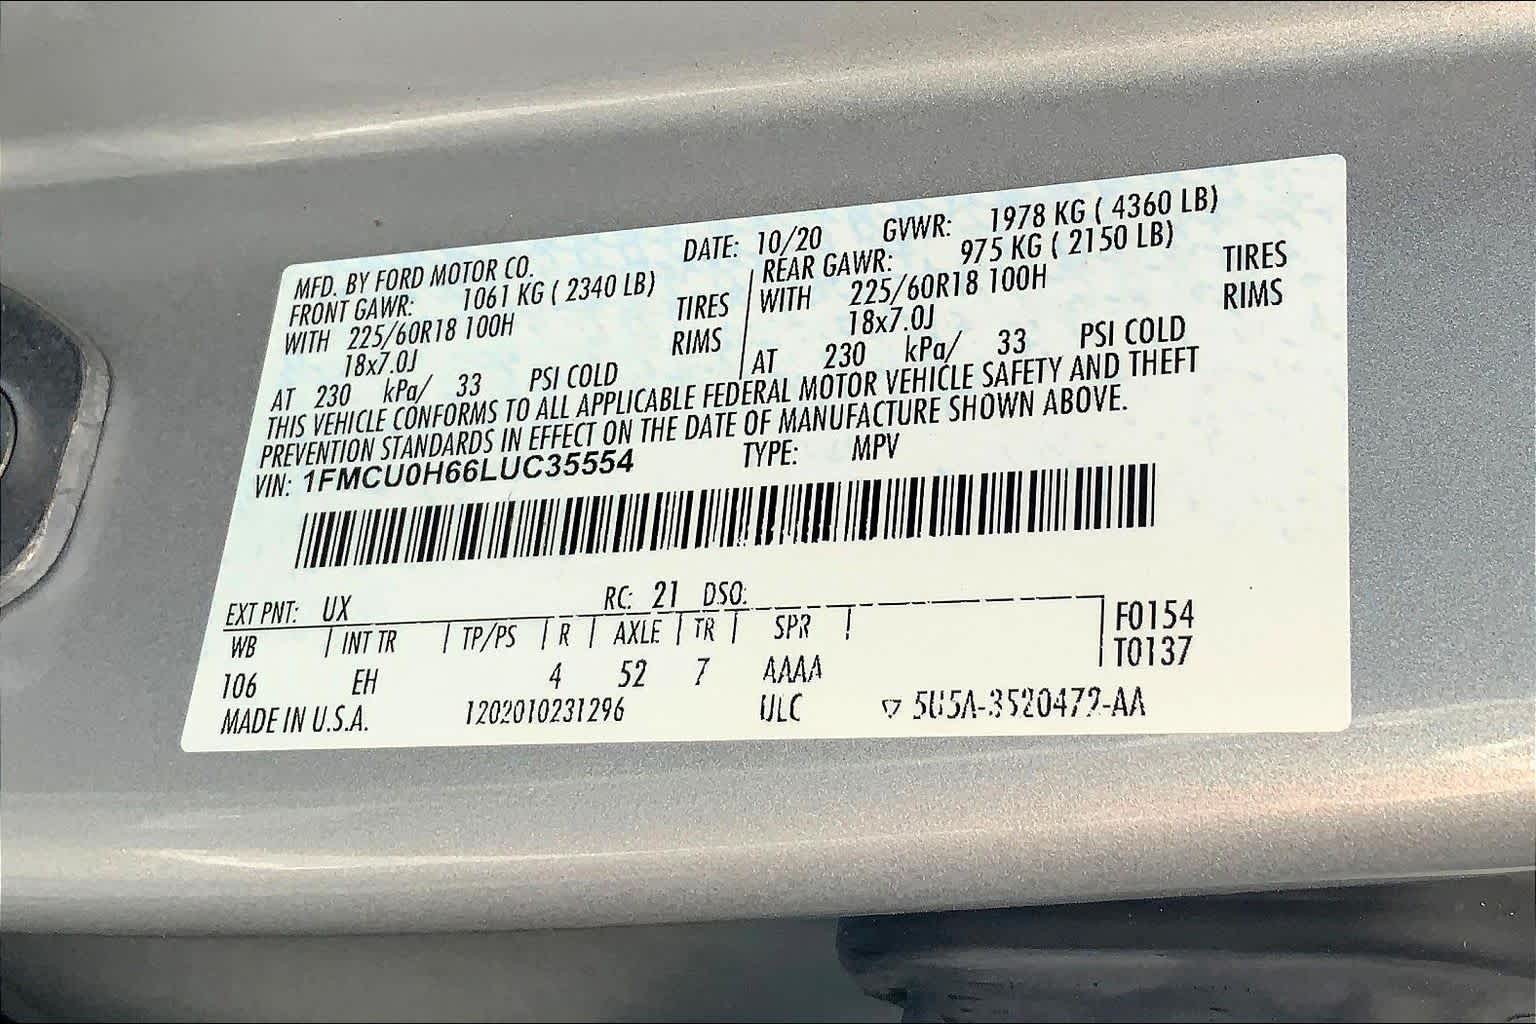 MFD. BY FORD MOTOR CO. DATE: 10/20 GVWR: 1978 KG ( 4360 LB)
FRONT GAWR: 1061 KG ( 2340 LB) REAR GAWR: 975 KG ( 2150 LB)
WITH 225/60R18 100H TIRES WITH 225/60R18 100H TIRES
18x7.0J RIMS 18x7.0J RIMS
AT 230 kPa/ 33 PSI COLD AT 230 kPa/ 33 PSI COLD
THIS VEHICLE CONFORMS TO ALL APPLICABLE FEDERAL MOTOR VEHICLE SAFETY AND THEFT
PREVENTION STANDARDS IN EFFECT ON THE DATE OF MANUFACTURE SHOWN ABOVE.
VIN: 1FMCU0H66LUC35554 TYPE: MPV
EXT PNT: UX RC: 21 DSO:
WB INT TR TP/PS R AXLE TR SPR F0154
106 EH 4 52 7 AAAA T0137
MADE IN U.S.A. 1202010231296 ULC ▽ 5U5A-3520472-AA